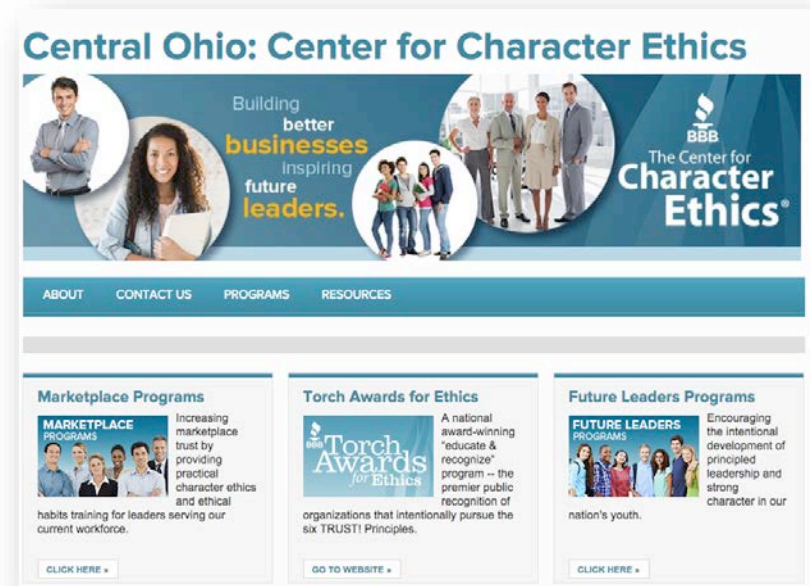 Central Ohio: Center for Character Ethics
Building
better
businesses
inspiring
future
leaders.
BBB
The Center for
Character
Ethics®
ABOUT CONTACT US PROGRAMS RESOURCES
Marketplace Programs
MARKETPLACE
PROGRAMS
Increasing
marketplace
trust by
providing
practical
character ethics
and ethical
habits training for leaders serving our
current workforce.
CLICK HERE »
Torch Awards for Ethics
BBB
Torch
Awards
for Ethics
A national
award-winning
"educate &
recognize"
program -- the
premier public
recognition of
organizations that intentionally pursue the
six TRUST! Principles.
GO TO WEBSITE »
Future Leaders Programs
FUTURE LEADERS
PROGRAMS
Encouraging
the intentional
development of
principled
leadership and
strong
character in our
nation's youth.
CLICK HERE »